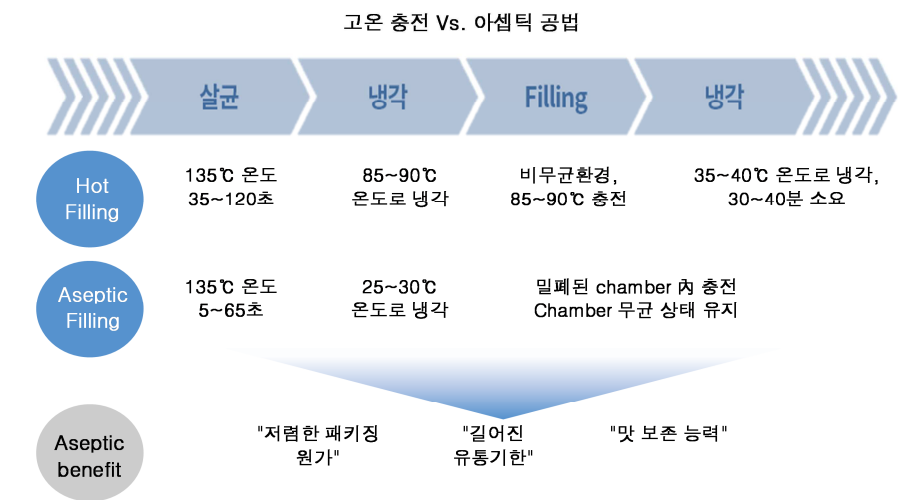 고온 충전 Vs. 아셉틱 공법
살균
냉각
Filling
냉각
Hot
Filling
135℃ 온도
35~120초
85~90℃
온도로 냉각
비무균환경,
85~90℃ 충전
35~40℃ 온도로 냉각,
30~40분 소요
Aseptic
Filling
135℃ 온도
5~65초
25~30℃
온도로 냉각
밀폐된 chamber 內 충전
Chamber 무균 상태 유지
Aseptic
benefit
"저렴한 패키징
원가"
"길어진
유통기한"
"맛 보존 능력"